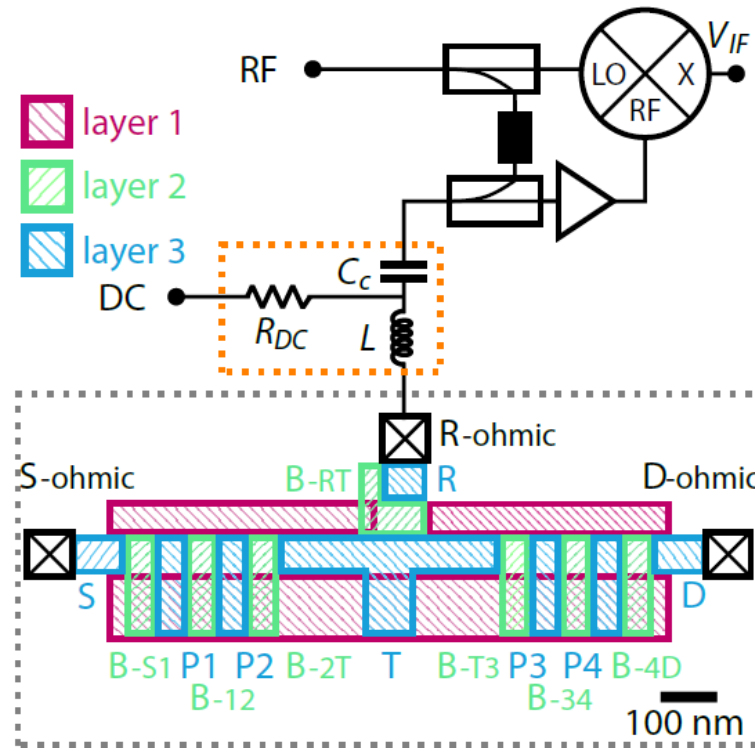 RF
V_IF
LO
X
RF
layer 1
layer 2
layer 3
DC
C_c
R_DC
L
R-ohmic
S-ohmic
B-RT
R
D-ohmic
S
D
B-S1 P1 P2 B-2T T B-T3 P3 P4 B-4D
B-12 B-34
100 nm